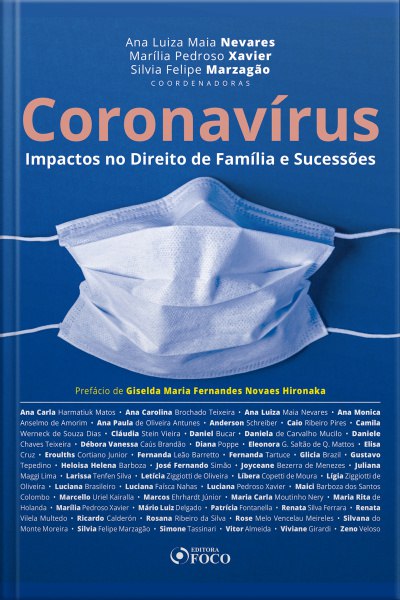 Ana Luiza Maia Nevares
Marília Pedroso Xavier
Silvia Felipe Marzagão
COORDENADORAS
Coronavírus
Impactos no Direito de Família e Sucessões
Prefácio de Giselda Maria Fernandes Novaes Hironaka
Ana Carla Harmatiuk Matos • Ana Carolina Brochado Teixeira • Ana Luiza Maia Nevares • Ana Monica
Anselmo de Amorim • Ana Paula de Oliveira Antunes • Anderson Schreiber • Caio Ribeiro Pires • Camila
Werneck de Souza Dias • Cláudia Stein Vieira • Daniel Bucar • Daniela de Carvalho Mucilo • Daniele
Chaves Teixeira • Débora Vanessa Caús Brandão • Diana Poppe • Eleonora G. Saltão de Q. Mattos • Elisa
Cruz • Eroulths Cortiano Junior • Fernanda Leão Barretto • Fernanda Tartuce • Glicia Brazil • Gustavo
Tepedino • Heloisa Helena Barboza • José Fernando Simão • Joyceane Bezerra de Menezes • Juliana
Maggi Lima • Larissa Tenfen Silva • Letícia Ziggiotti de Oliveira • Líbera Copetti de Moura • Lígia Ziggiotti de
Oliveira • Luciana Brasileiro • Luciana Faísca Nahas • Luciana Pedroso Xavier • Maici Barboza dos Santos
Colombo • Marcello Uriel Kairalla • Marcos Ehrhardt Júnior • Maria Carla Moutinho Nery • Maria Rita de
Holanda • Marília Pedroso Xavier • Mário Luiz Delgado • Patrícia Fontanella • Renata Silva Ferrara • Renata
Vilela Multedo • Ricardo Calderón • Rosana Ribeiro da Silva • Rose Melo Vencelau Meireles • Silvana do
Monte Moreira • Silvia Felipe Marzagão • Simone Tassinari • Vitor Almeida • Viviane Girardi • Zeno Veloso
EDITORA
FOCO